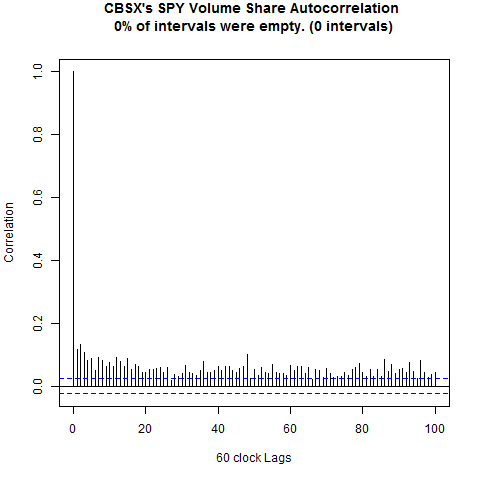 CBSX's SPY Volume Share Autocorrelation
0% of intervals were empty. (0 intervals)
1.0
0.8
0.6
0.4
0.2
0.0
Correlation
0 20 40 60 80 100
60 clock Lags